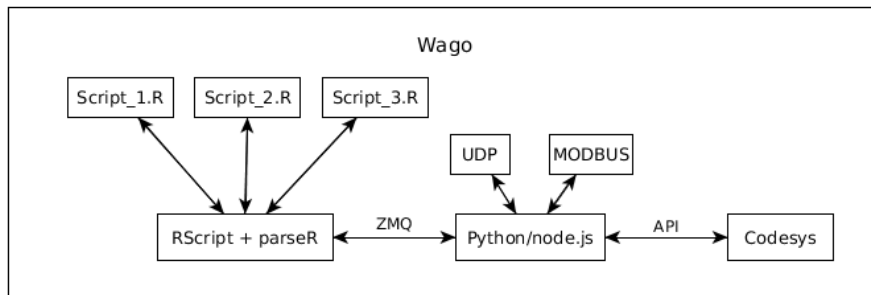 Wago
Script_1.R
Script_2.R
Script_3.R
UDP
MODBUS
RScript + parseR
ZMQ
Python/node.js
API
Codesys